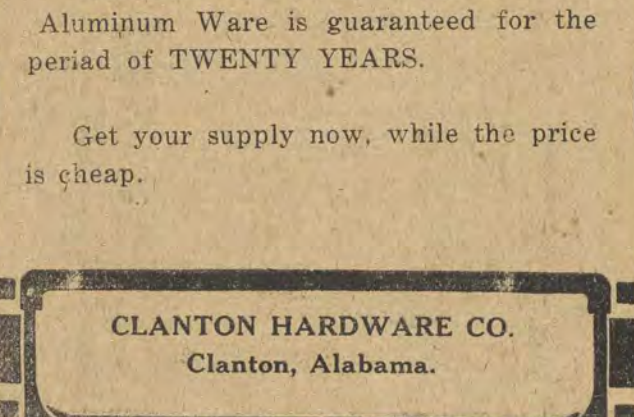 Aluminum Ware is guaranteed for the
periad of TWENTY YEARS.
Get your supply now, while the price
is cheap.
CLANTON HARDWARE CO.
Clanton, Alabama.